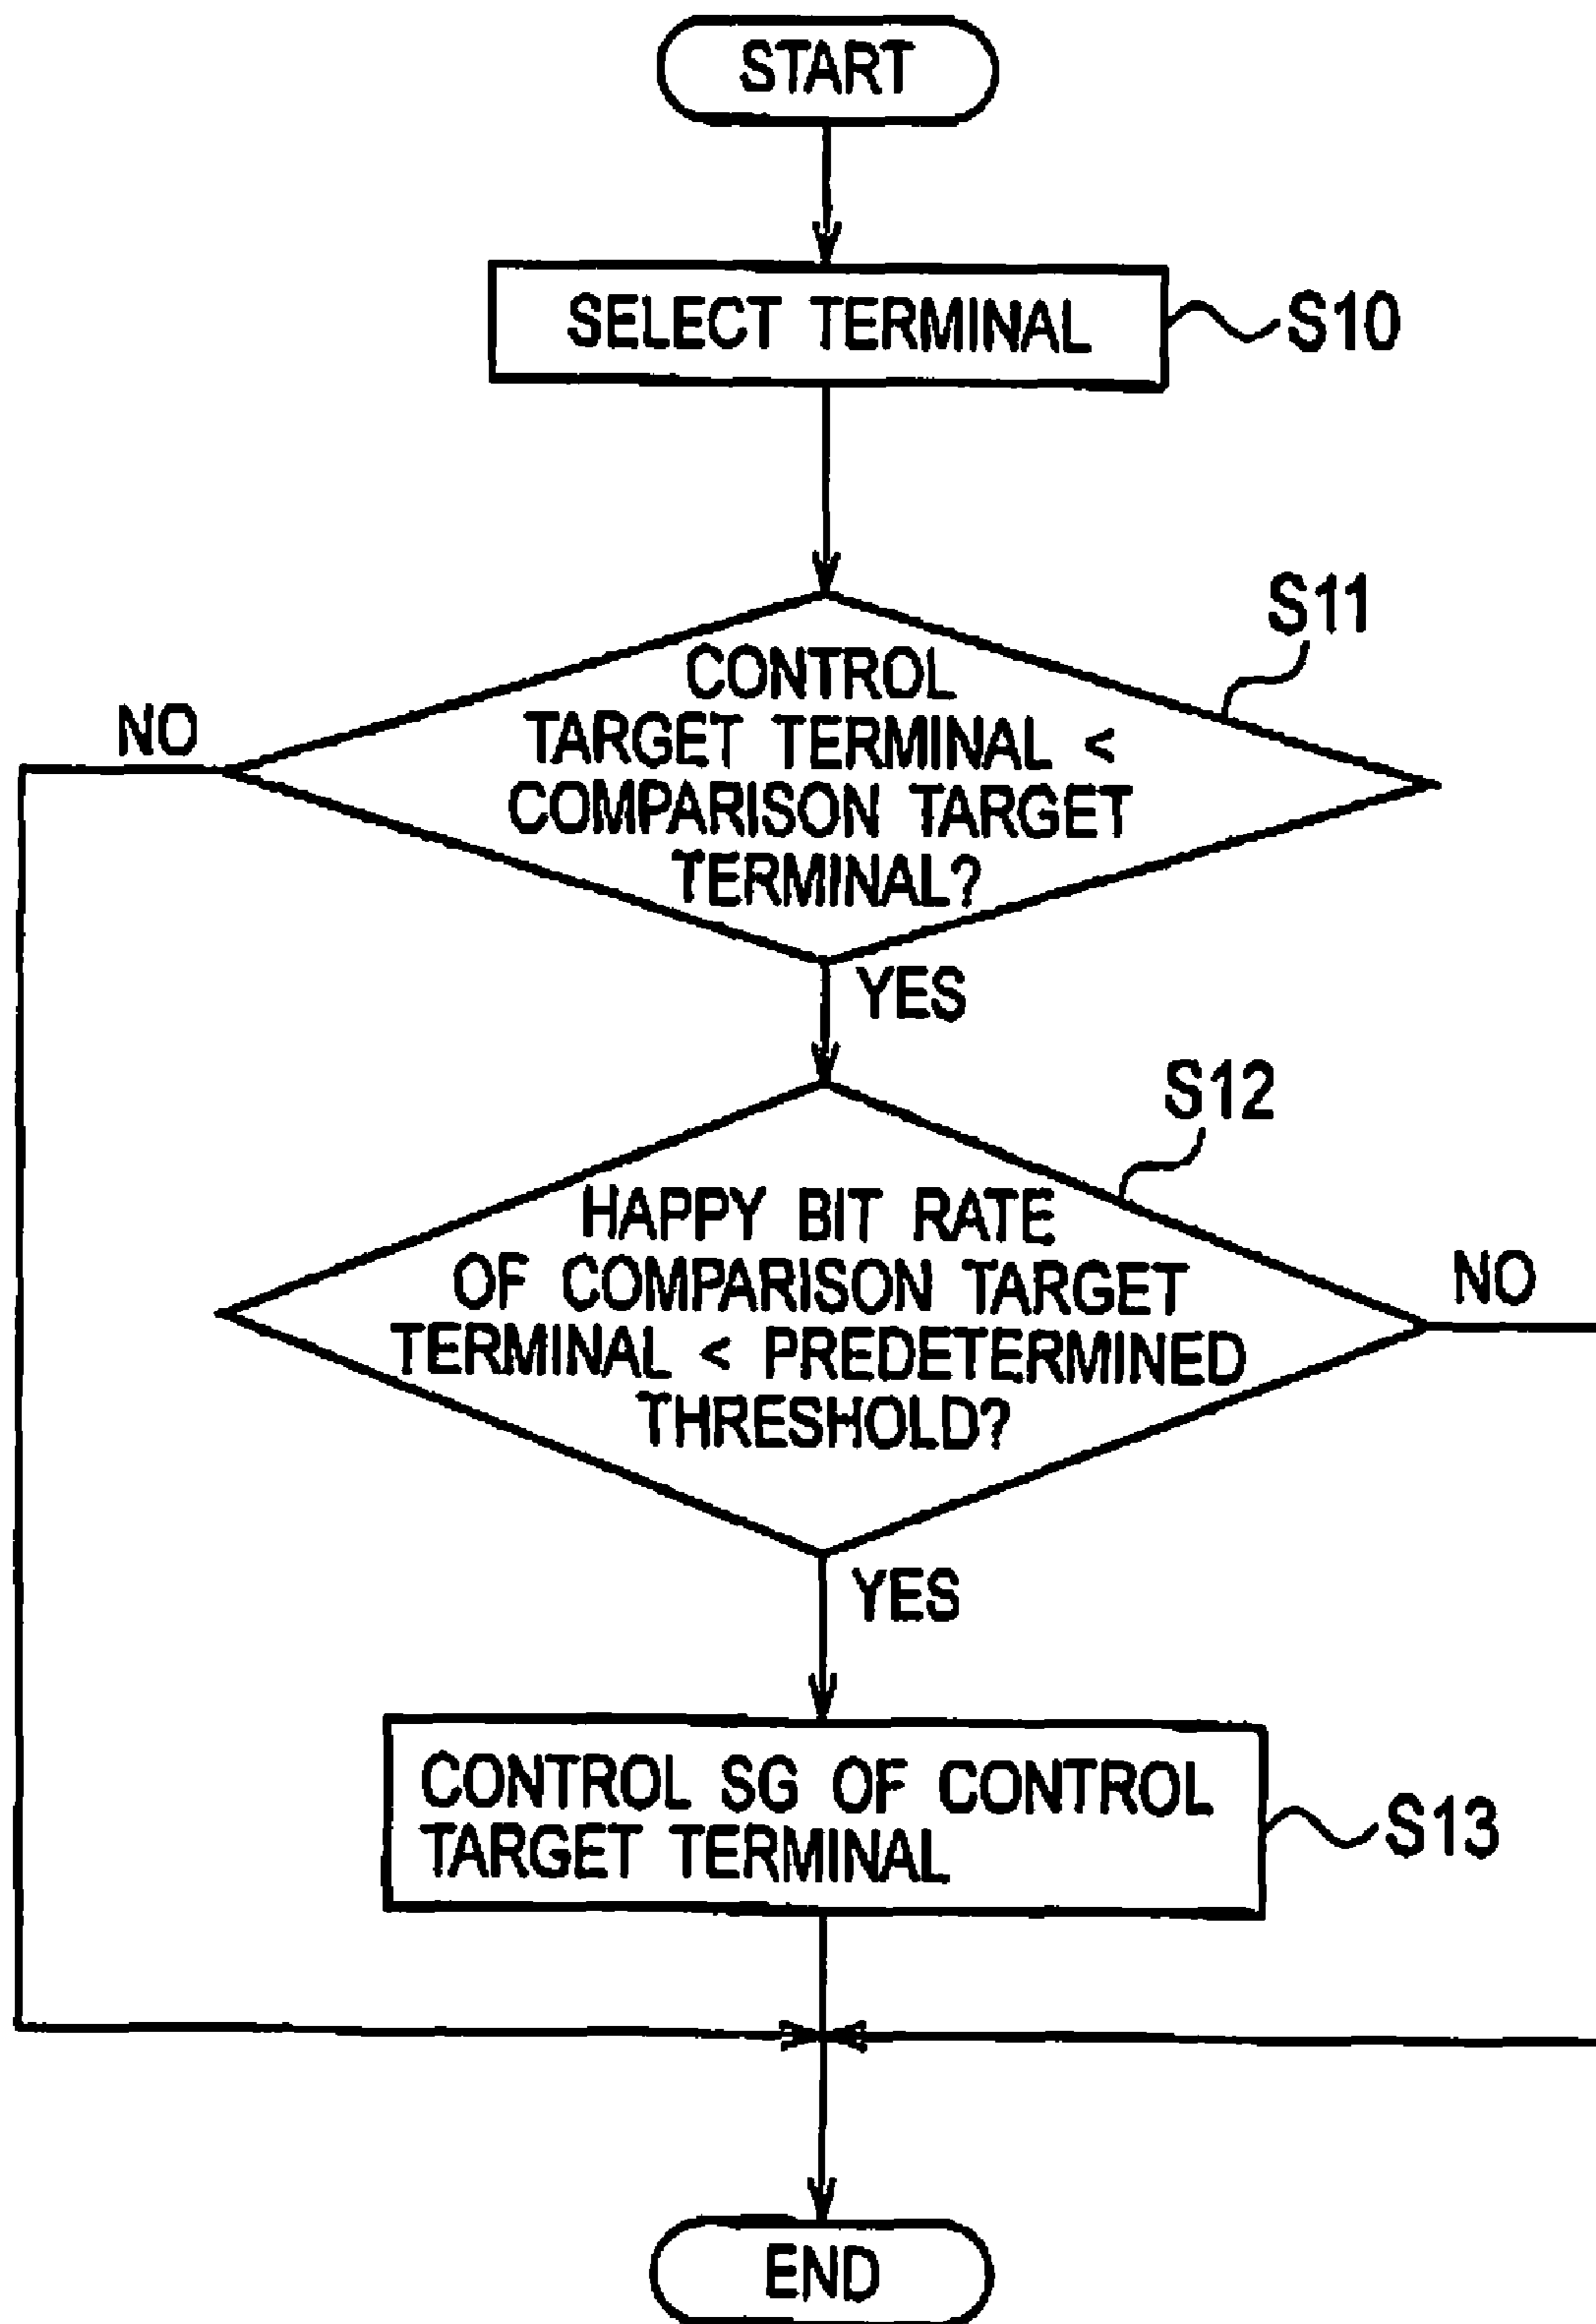 START
SELECT TERMINAL
S10
S11
CONTROL
TARGET TERMINAL <
COMPARISON TARGET
TERMINAL?
NO
YES
S12
HAPPY BIT RATE
OF COMPARISON TARGET
TERMINAL < PREDETERMINED
THRESHOLD?
NO
YES
CONTROL SG OF CONTROL
TARGET TERMINAL
S13
END